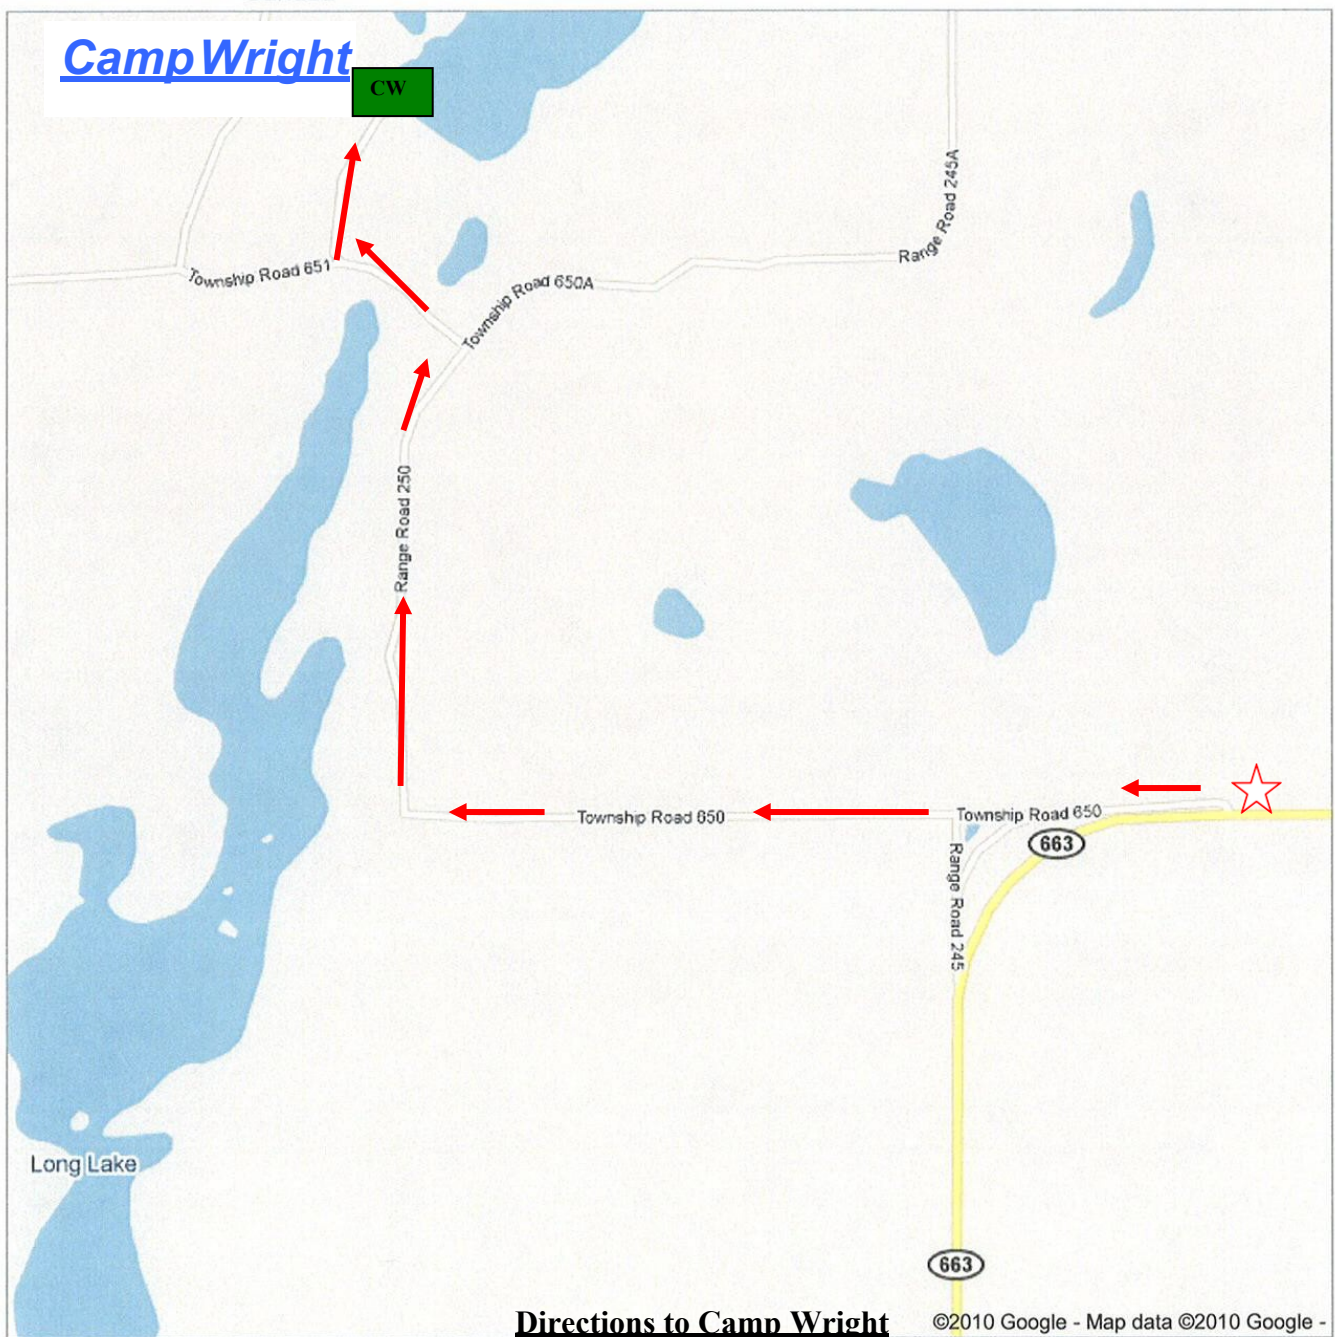 Camp Wright
CW
Range Road 245A
Township Road 651
Township Road 650A
Range Road 250
Township Road 650
Township Road 650
663
Range Road 245
Long Lake
663
Directions to Camp Wright
©2010 Google - Map data ©2010 Google -